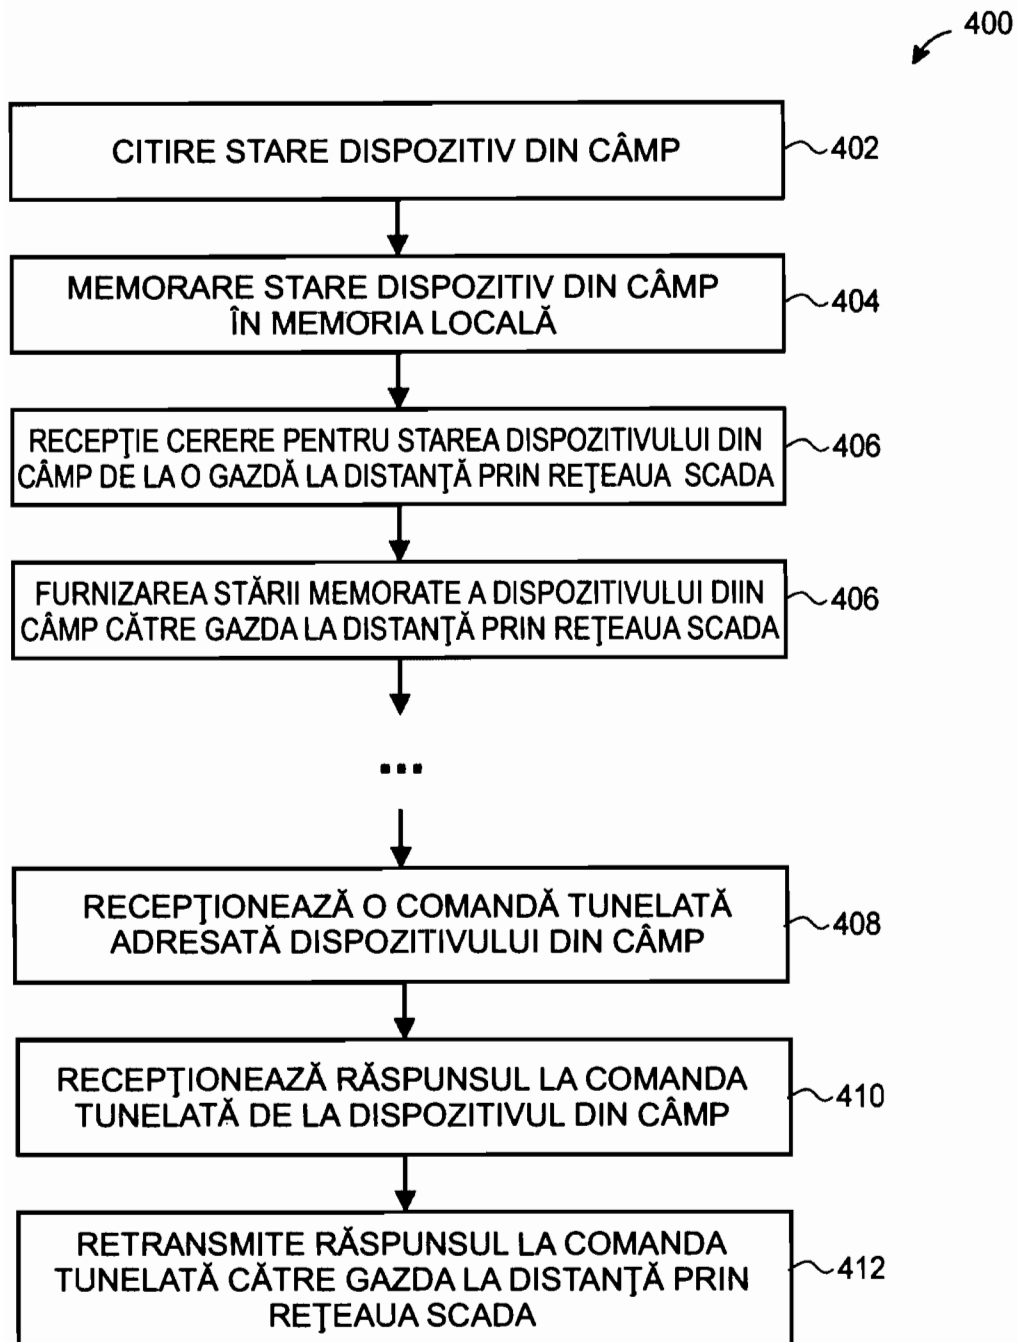 400
CITIRE STARE DISPOZITIV DIN CÂMP
402
MEMORARE STARE DISPOZITIV DIN CÂMP
ÎN MEMORIA LOCALĂ
404
RECEPŢIE CERERE PENTRU STAREA DISPOZITIVULUI DIN
CÂMP DE LA O GAZDĂ LA DISTANŢĂ PRIN REŢEAUA SCADA
406
FURNIZAREA STĂRII MEMORATE A DISPOZITIVULUI DIIN
CÂMP CĂTRE GAZDA LA DISTANŢĂ PRIN REŢEAUA SCADA
406
...
RECEPŢIONEAZĂ O COMANDĂ TUNELATĂ
ADRESATĂ DISPOZITIVULUI DIN CÂMP
408
RECEPŢIONEAZĂ RĂSPUNSUL LA COMANDA
TUNELATĂ DE LA DISPOZITIVUL DIN CÂMP
410
RETRANSMITE RĂSPUNSUL LA COMANDA
TUNELATĂ CĂTRE GAZDA LA DISTANŢĂ PRIN
REŢEAUA SCADA
412